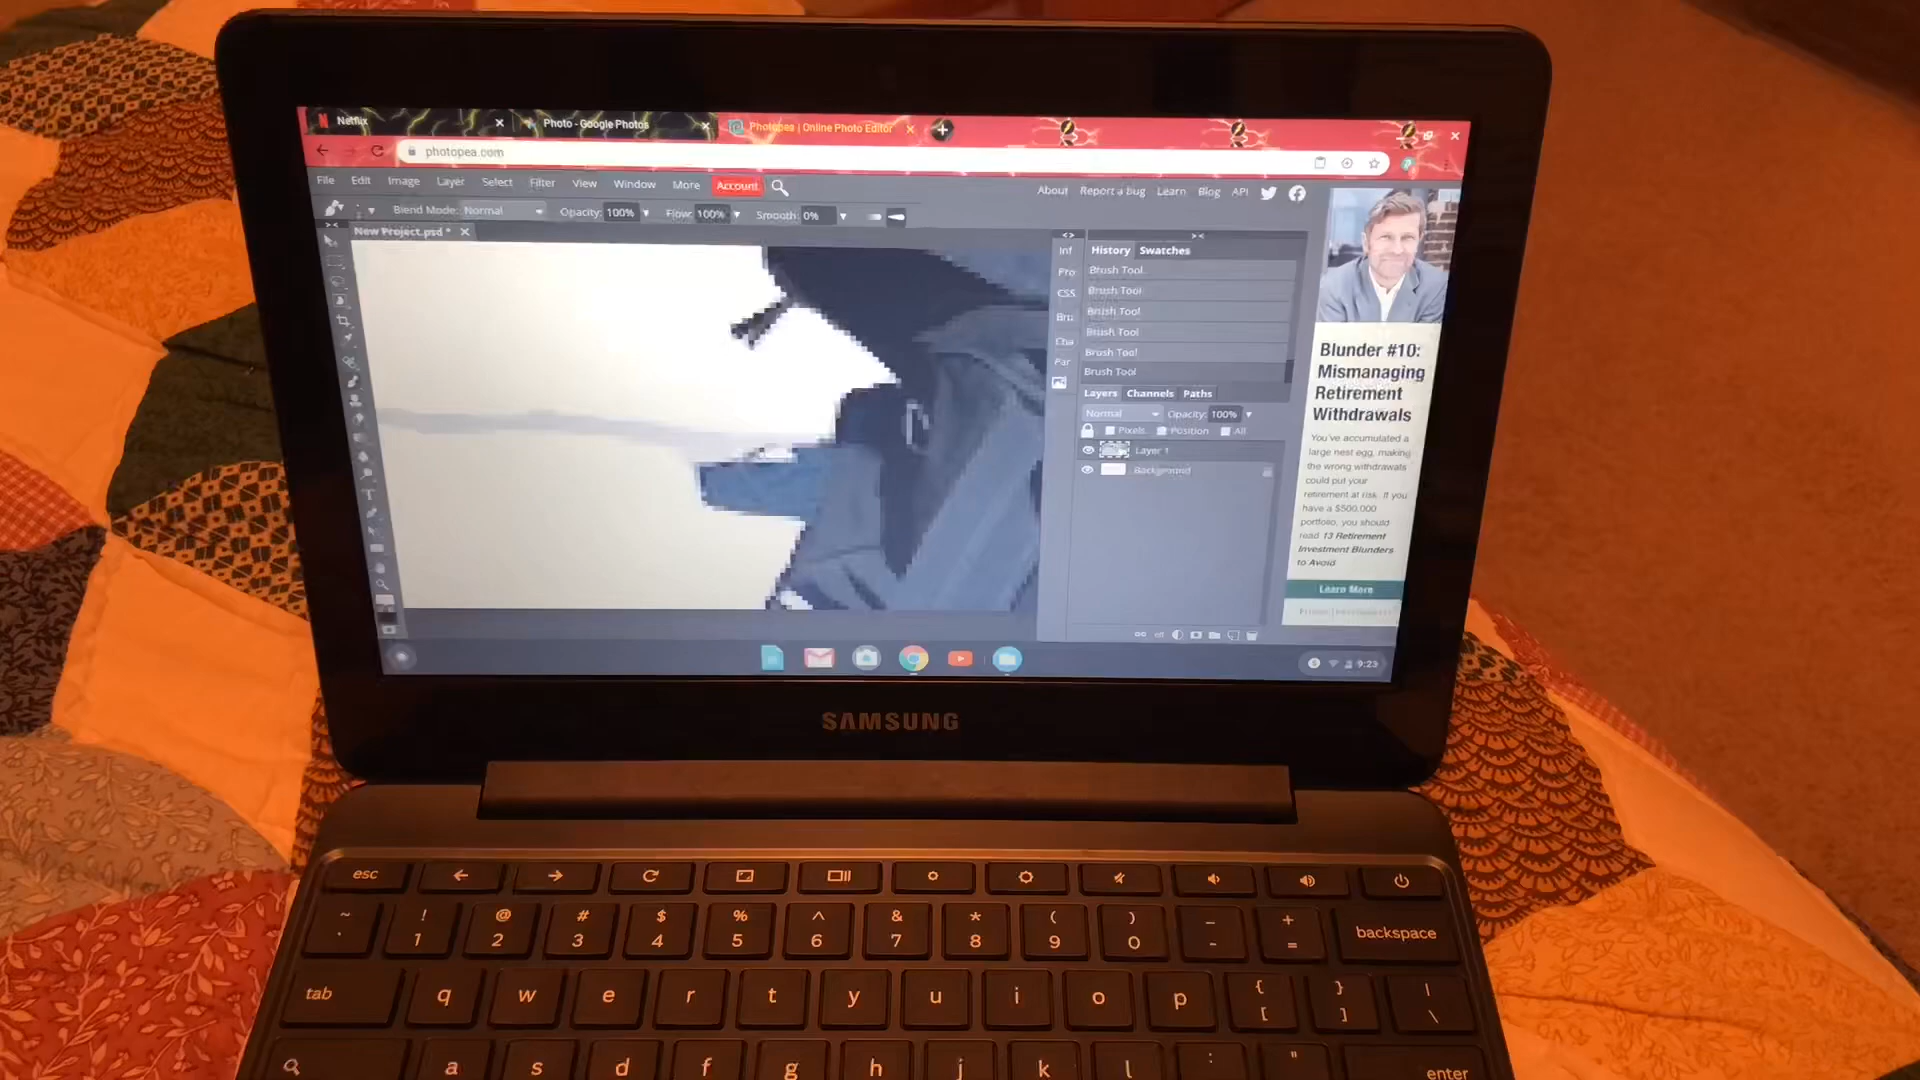 Netflix
Photo - Google Photos
Photopea | Online Photo Editor
photopea.com
File Edit Image Layer Select Filter View Window More Account
About Report a bug Learn Blog API
Blend Mode: Normal Opacity: 100% Flow: 100% Smooth: 0%
New Project.psd *
Inf
Pro
CSS
Bru
Cha
Par
History Swatches
Brush Tool
Brush Tool
Brush Tool
Brush Tool
Brush Tool
Brush Tool
Layers Channels Paths
Normal Opacity: 100%
Pixels Position All
Layer 1
Background
Blunder #10:
Mismanaging
Retirement
Withdrawals
You've accumulated a
large nest egg, making
the wrong withdrawals
could put your
retirement at risk. If you
have a $500,000
portfolio, you should
read 13 Retirement
Investment Blunders
to Avoid
Learn More
9:23
SAMSUNG
esc
~ ! @ # $ % ^ & * ( ) _ +
` 1 2 3 4 5 6 7 8 9 0 - = backspace
tab q w e r t y u i o p { [ } ] | \
a s d f g h j k l : " enter